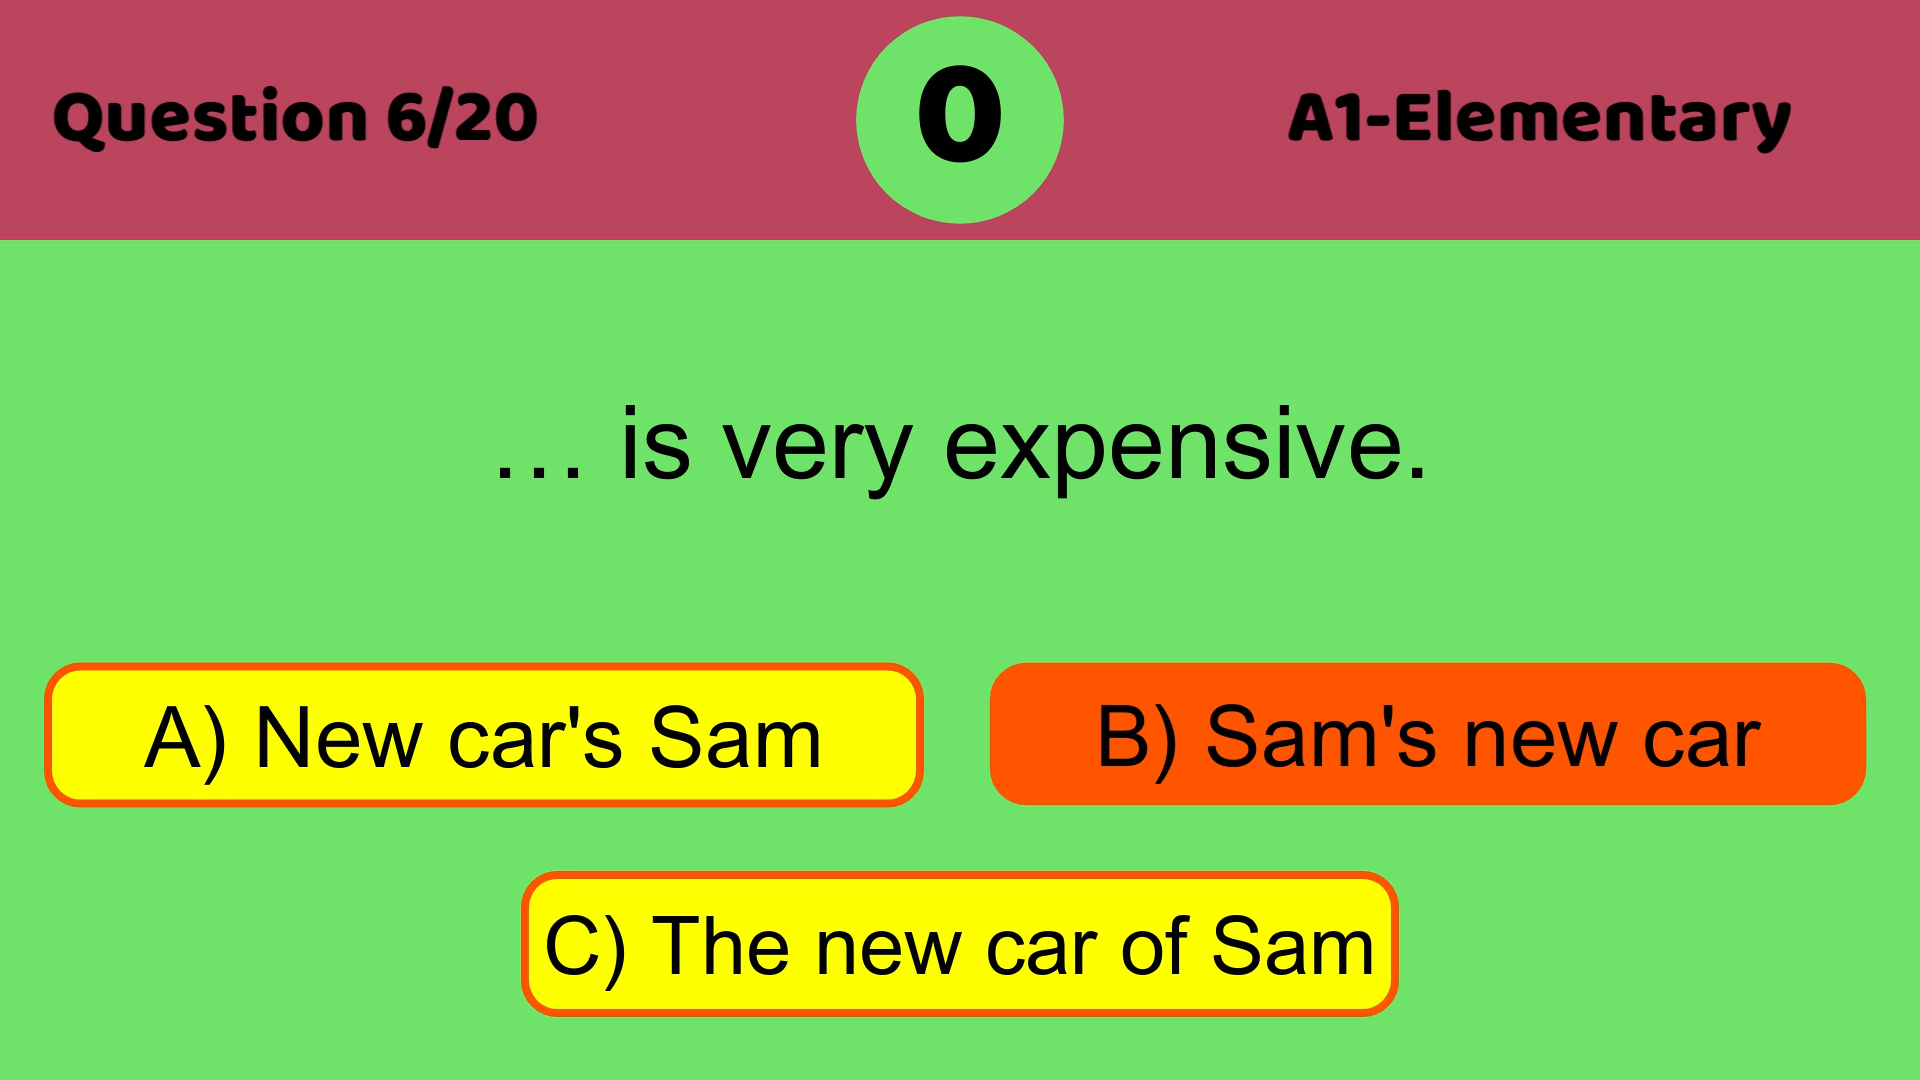 Question 6/20
0
A1-Elementary
… is very expensive.
A) New car's Sam
B) Sam's new car
C) The new car of Sam